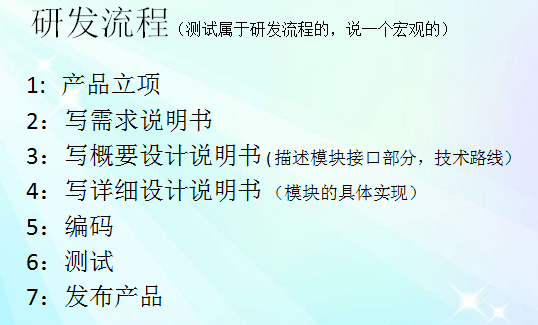 研发流程（测试属于研发流程的，说一个宏观的）
1：产品立项
2：写需求说明书
3：写概要设计说明书(描述模块接口部分，技术路线）
4：写详细设计说明书（模块的具体实现）
5：编码
6：测试
7：发布产品